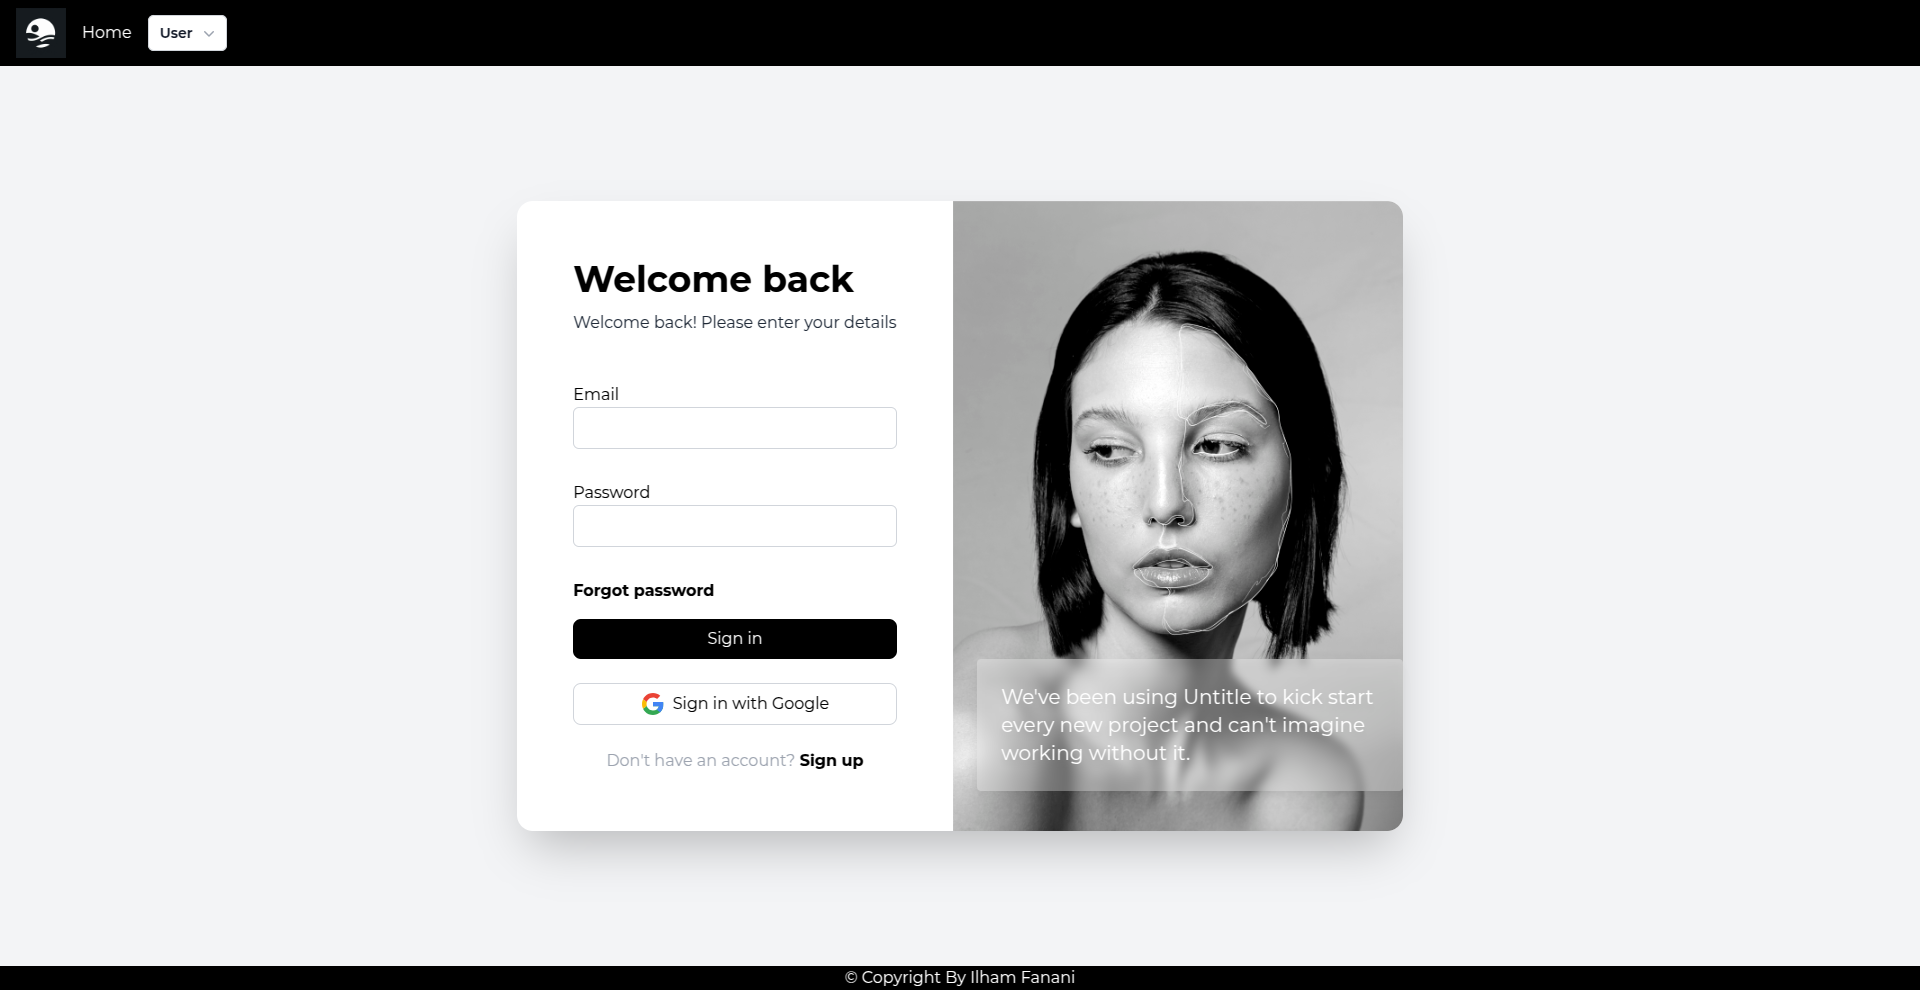 Home
User
Welcome back
Welcome back! Please enter your details
Email
Password
Forgot password
Sign in
Sign in with Google
Don't have an account? Sign up
We've been using Untitle to kick start
every new project and can't imagine
working without it.
© Copyright By Ilham Fanani